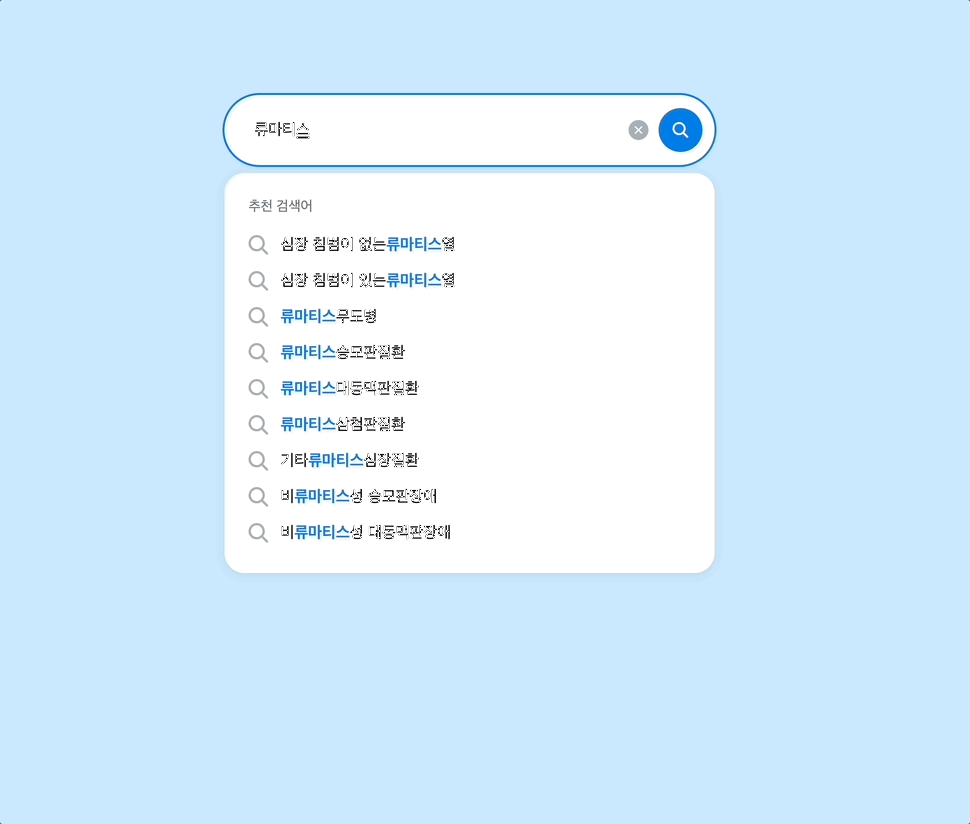 류마티스
추천 검색어
심장 침범이 없는류마티스열
심장 침범이 있는류마티스열
류마티스무도병
류마티스승모판질환
류마티스대동맥판질환
류마티스삼첨판질환
기타류마티스심장질환
비류마티스성 승모판장애
비류마티스성 대동맥판장애